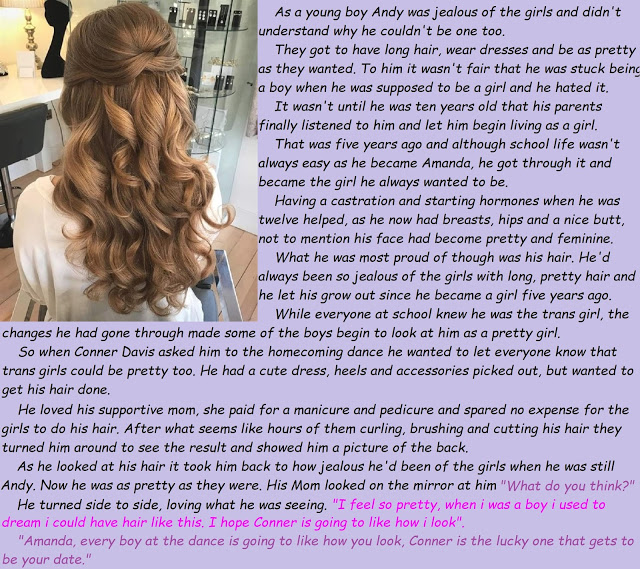 As a young boy Andy was jealous of the girls and didn't
understand why he couldn't be one too.
They got to have long hair, wear dresses and be as pretty
as they wanted. To him it wasn't fair that he was stuck being
a boy when he was supposed to be a girl and he hated it.
It wasn't until he was ten years old that his parents
finally listened to him and let him begin living as a girl.
That was five years ago and although school life wasn't
always easy as he became Amanda, he got through it and
became the girl he always wanted to be.
Having a castration and starting hormones when he was
twelve helped, as he now had breasts, hips and a nice butt,
not to mention his face had become pretty and feminine.
What he was most proud of though was his hair. He'd
always been so jealous of the girls with long, pretty hair and
he let his grow out since he became a girl five years ago.
While everyone at school knew he was the trans girl, the
changes he had gone through made some of the boys begin to look at him as a pretty girl.
So when Conner Davis asked him to the homecoming dance he wanted to let everyone know that
trans girls could be pretty too. He had a cute dress, heels and accessories picked out, but wanted to
get his hair done.
He loved his supportive mom, she paid for a manicure and pedicure and spared no expense for the
girls to do his hair. After what seems like hours of them curling, brushing and cutting his hair they
turned him around to see the result and showed him a picture of the back.
As he looked at his hair it took him back to how jealous he'd been of the girls when he was still
Andy. Now he was as pretty as they were. His Mom looked on the mirror at him "What do you think?"
He turned side to side, loving what he was seeing. "I feel so pretty, when i was a boy i used to
dream i could have hair like this. I hope Conner is going to like how i look".
"Amanda, every boy at the dance is going to like how you look, Conner is the lucky one that gets to
be your date."